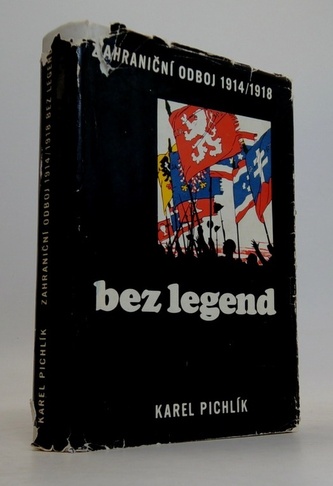 ZAHRANIČNÍ ODBOJ 1914/1918
bez legend
KAREL PICHLÍK
KAREL PICHLÍK ZAHRANIČNÍ ODBOJ 1914/1918 BEZ LEGEND